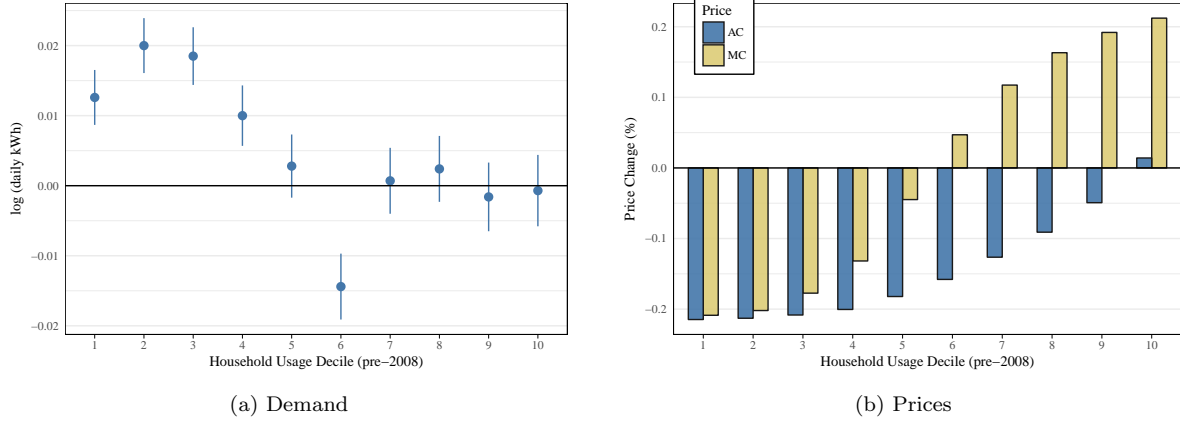 0.02
0.01
0.00
−0.01
−0.02
log (daily kWh)
1 2 3 4 5 6 7 8 9 10
Household Usage Decile (pre−2008)
(a) Demand
Price
AC
MC
0.2
0.1
0.0
−0.1
−0.2
Price Change (%)
1 2 3 4 5 6 7 8 9 10
Household Usage Decile (pre−2008)
(b) Prices